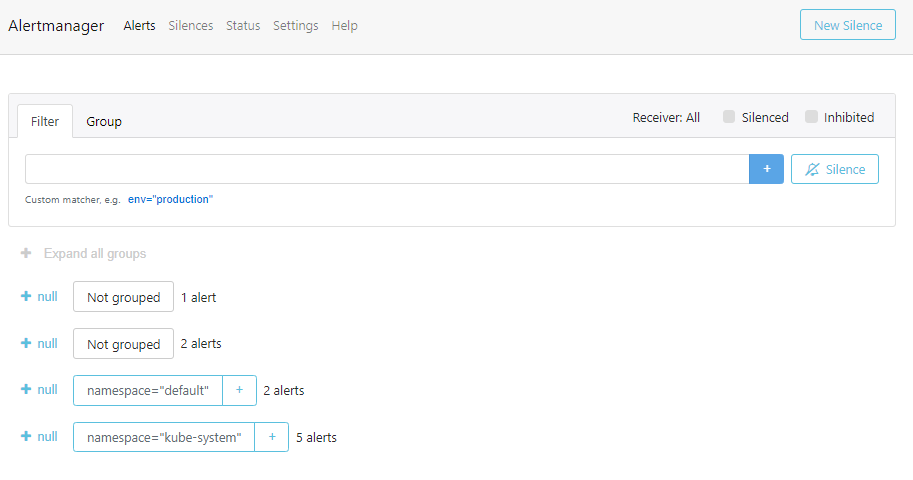 Alertmanager Alerts Silences Status Settings Help New Silence
Filter Group Receiver: All Silenced Inhibited
+ Silence
Custom matcher, e.g. env="production"
+ Expand all groups
+ null Not grouped 1 alert
+ null Not grouped 2 alerts
+ null namespace="default" + 2 alerts
+ null namespace="kube-system" + 5 alerts